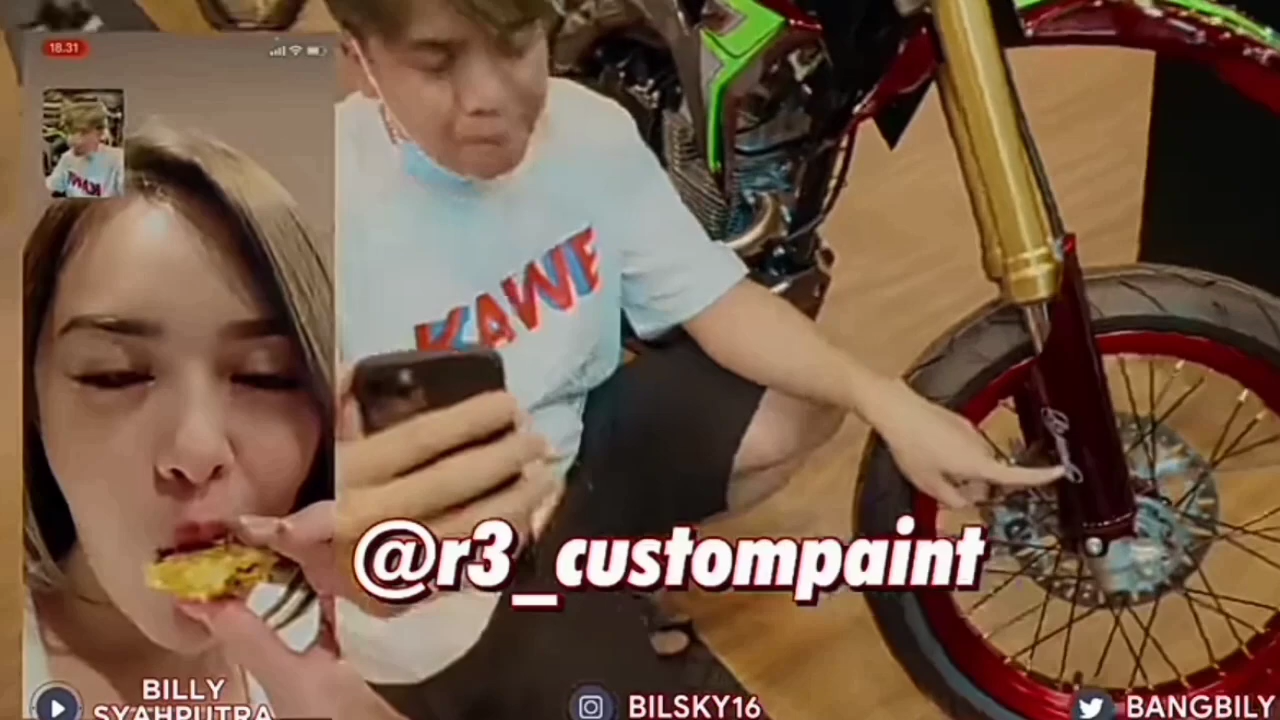 18.31
KAWE
@r3_custompaint
BILLY
SYAHPUTRA
BILSKY16
BANGBILY